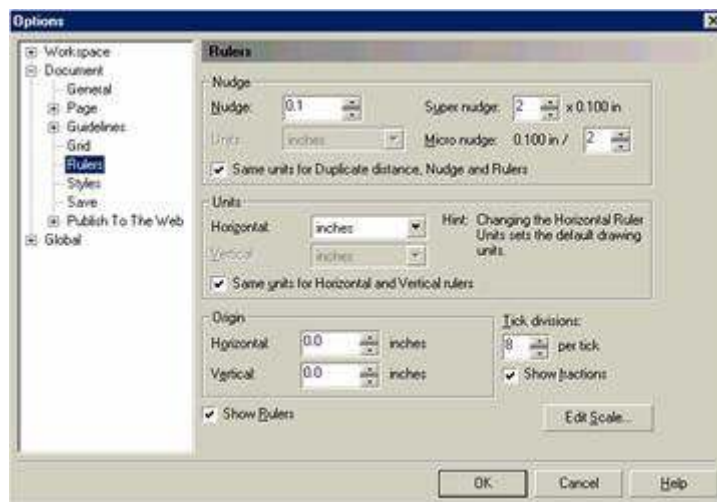 Options
Workspace
Document
General
Page
Guidelines
Grid
Rulers
Styles
Save
Publish To The Web
Global
Rulers
Nudge
Nudge: 0.1 Super nudge: 2 x 0.100 in
Units inches Micro nudge: 0.100 in / 2
Same units for Duplicate distance, Nudge and Rulers
Units
Horizontal: inches Hint: Changing the Horizontal Ruler
Units sets the default drawing
units.
Vertical inches
Same units for Horizontal and Vertical rulers
Origin
Horizontal: 0.0 inches
Vertical: 0.0 inches
Tick divisions:
8 per tick
Show fractions
Show Rulers
Edit Scale...
OK Cancel Help